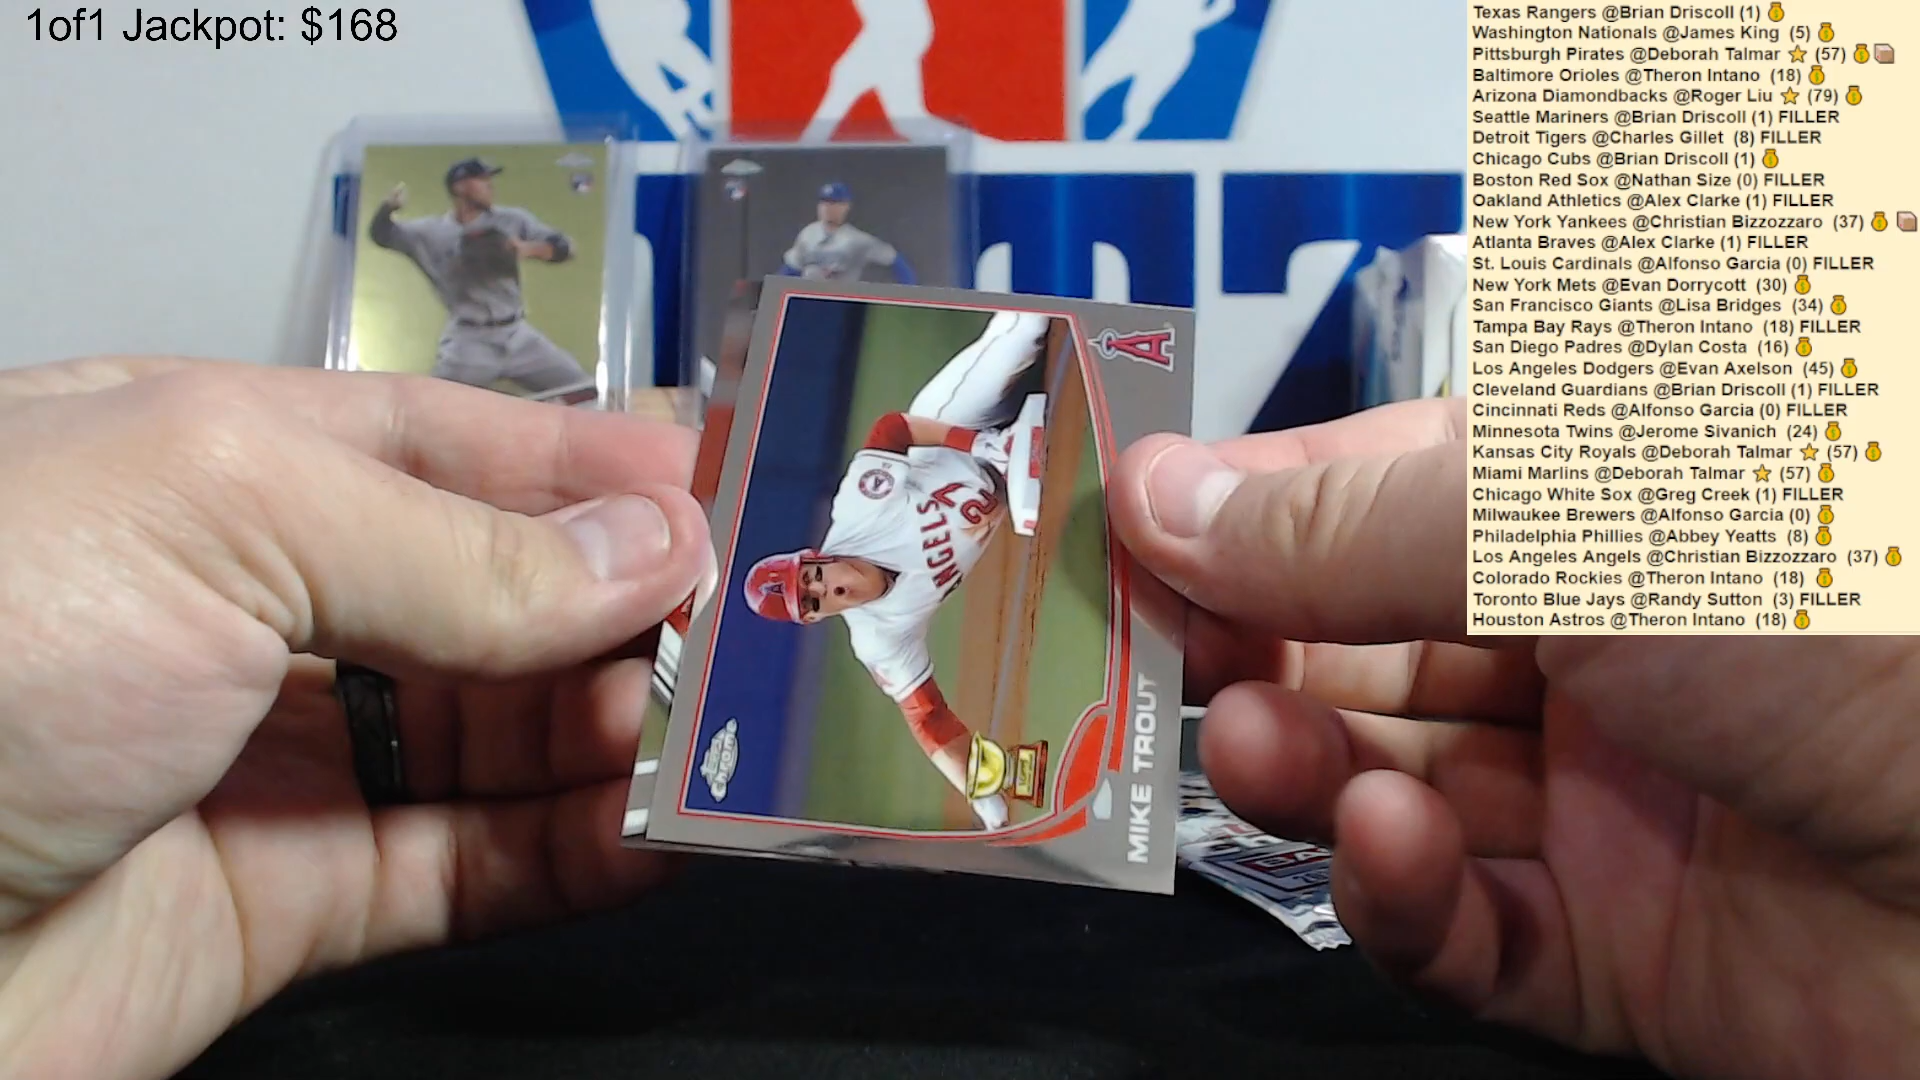 1of1 Jackpot: $168
Texas Rangers @Brian Driscoll (1)
Washington Nationals @James King (5)
Pittsburgh Pirates @Deborah Talmar ⭐ (57)
Baltimore Orioles @Theron Intano (18)
Arizona Diamondbacks @Roger Liu ⭐ (79)
Seattle Mariners @Brian Driscoll (1) FILLER
Detroit Tigers @Charles Gillet (8) FILLER
Chicago Cubs @Brian Driscoll (1)
Boston Red Sox @Nathan Size (0) FILLER
Oakland Athletics @Alex Clarke (1) FILLER
New York Yankees @Christian Bizzozzaro (37)
Atlanta Braves @Alex Clarke (1) FILLER
St. Louis Cardinals @Alfonso Garcia (0) FILLER
New York Mets @Evan Dorrycott (30)
San Francisco Giants @Lisa Bridges (34)
Tampa Bay Rays @Theron Intano (18) FILLER
San Diego Padres @Dylan Costa (16)
Los Angeles Dodgers @Evan Axelson (45)
Cleveland Guardians @Brian Driscoll (1) FILLER
Cincinnati Reds @Alfonso Garcia (0) FILLER
Minnesota Twins @Jerome Sivanich (24)
Kansas City Royals @Deborah Talmar ⭐ (57)
Miami Marlins @Deborah Talmar ⭐ (57)
Chicago White Sox @Greg Creek (1) FILLER
Milwaukee Brewers @Alfonso Garcia (0)
Philadelphia Phillies @Abbey Yeatts (8)
Los Angeles Angels @Christian Bizzozzaro (37)
Colorado Rockies @Theron Intano (18)
Toronto Blue Jays @Randy Sutton (3) FILLER
Houston Astros @Theron Intano (18)
A
ANGELS
27
Topps
Chrome
MIKE TROUT